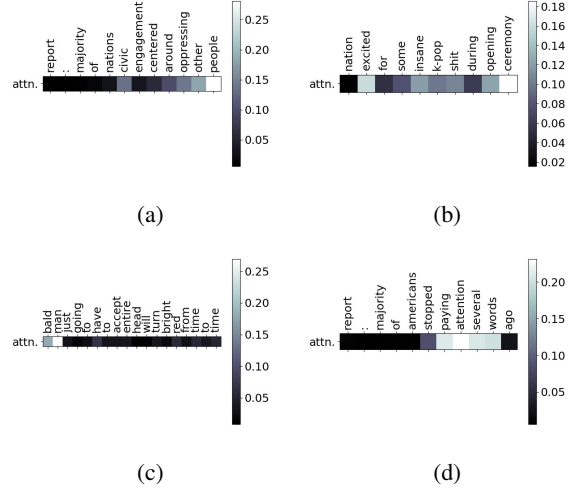 report : majority of nations civic engagement centered around oppressing other people
attn.
0.25
0.20
0.15
0.10
0.05
(a)
nation excited for some insane k-pop shit during opening ceremony
attn.
0.18
0.16
0.14
0.12
0.10
0.08
0.06
0.04
0.02
(b)
bald man just going to have to accept entire head will turn bright red from time to time
attn.
0.25
0.20
0.15
0.10
0.05
(c)
report : majority of americans stopped paying attention several words ago
attn.
0.20
0.15
0.10
0.05
(d)